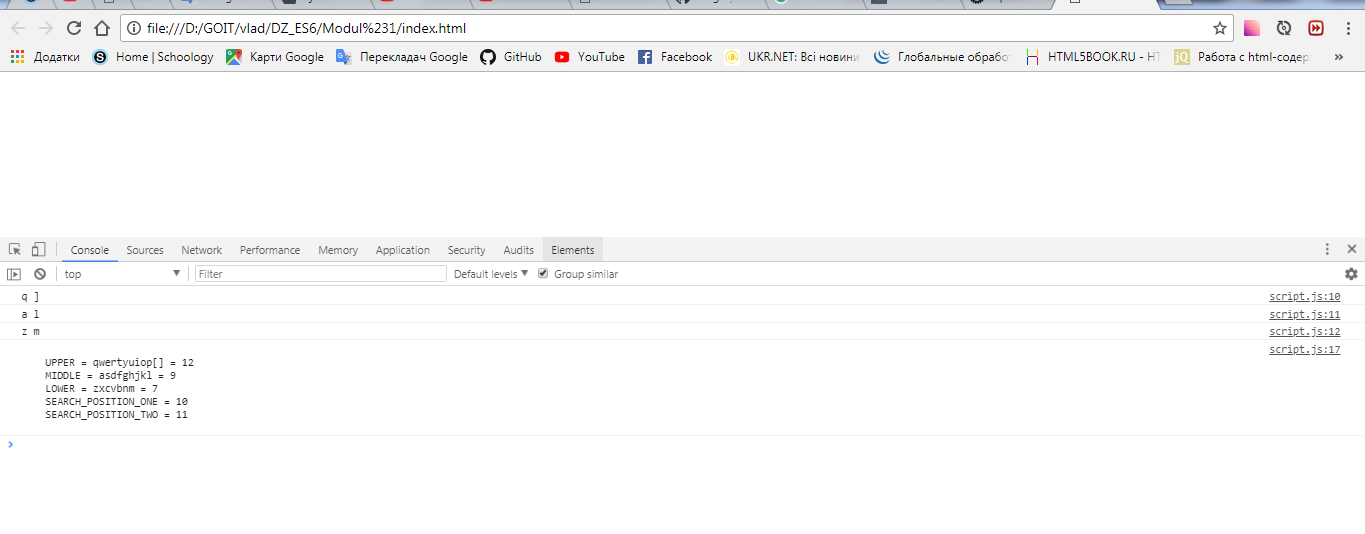 file:///D:/GOIT/vlad/DZ_ES6/Modul%231/index.html
Додатки Home | Schoology Карти Google Перекладач Google GitHub YouTube Facebook UKR.NET: Всі новини Глобальные обработ HTML5BOOK.RU - HT Работа с html-содер »
Console Sources Network Performance Memory Application Security Audits Elements
top Filter Default levels Group similar
q ] script.js:10
a l script.js:11
z m script.js:12
script.js:17
UPPER = qwertyuiop[] = 12
MIDDLE = asdfghjkl = 9
LOWER = zxcvbnm = 7
SEARCH_POSITION_ONE = 10
SEARCH_POSITION_TWO = 11